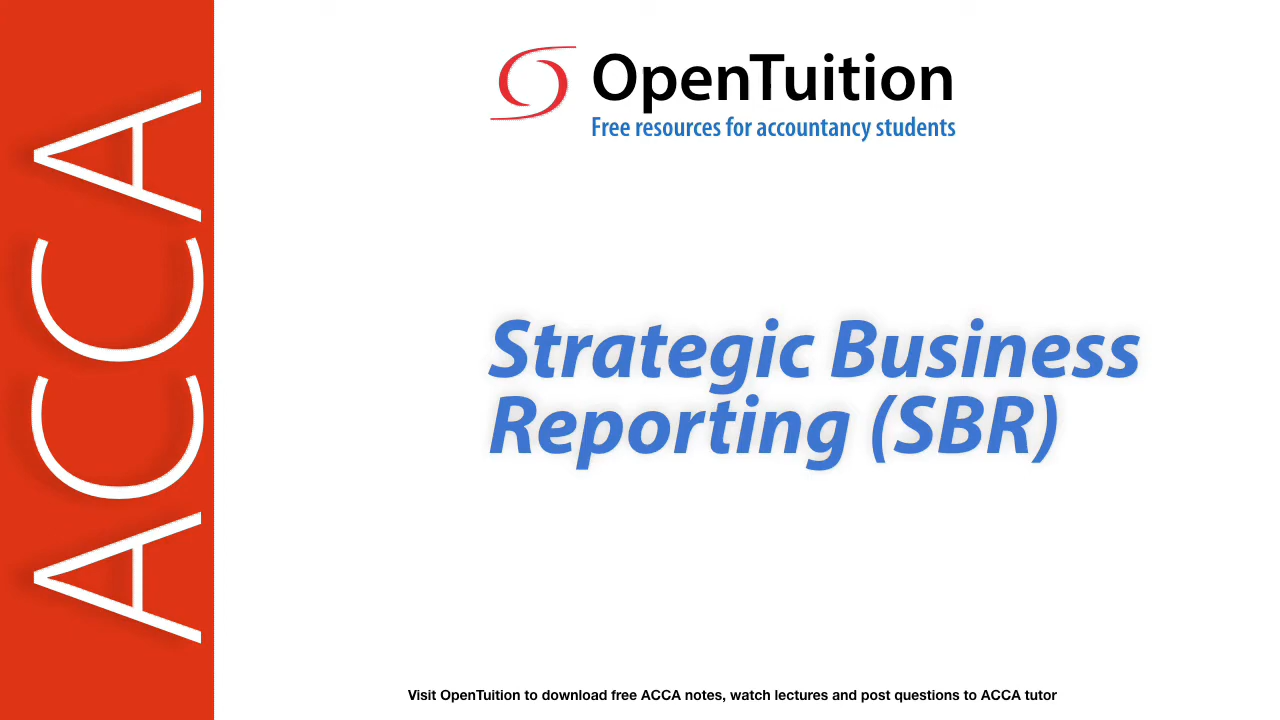 ACCA
OpenTuition
Free resources for accountancy students
Strategic Business
Reporting (SBR)
Visit OpenTuition to download free ACCA notes, watch lectures and post questions to ACCA tutor